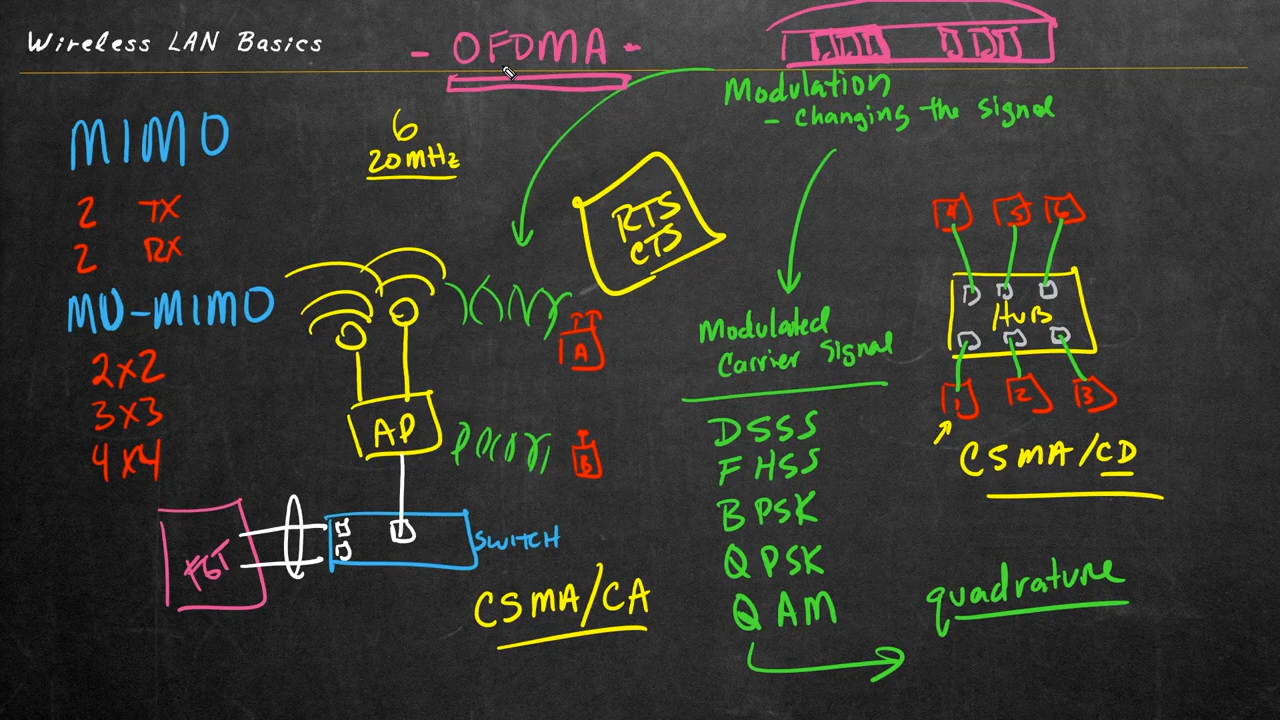 Wireless LAN Basics
- OFDMA -
Modulation
- changing the signal
MIMO
2 TX
2 RX
MU-MIMO
2x2
3x3
4x4
6
20MHz
RTS
CTS
A
B
AP
FGT
SWITCH
CSMA/CA
Modulated
Carrier Signal
DSSS
FHSS
BPSK
QPSK
QAM
quadrature
4 5 6
HUB
1 2 3
CSMA/CD